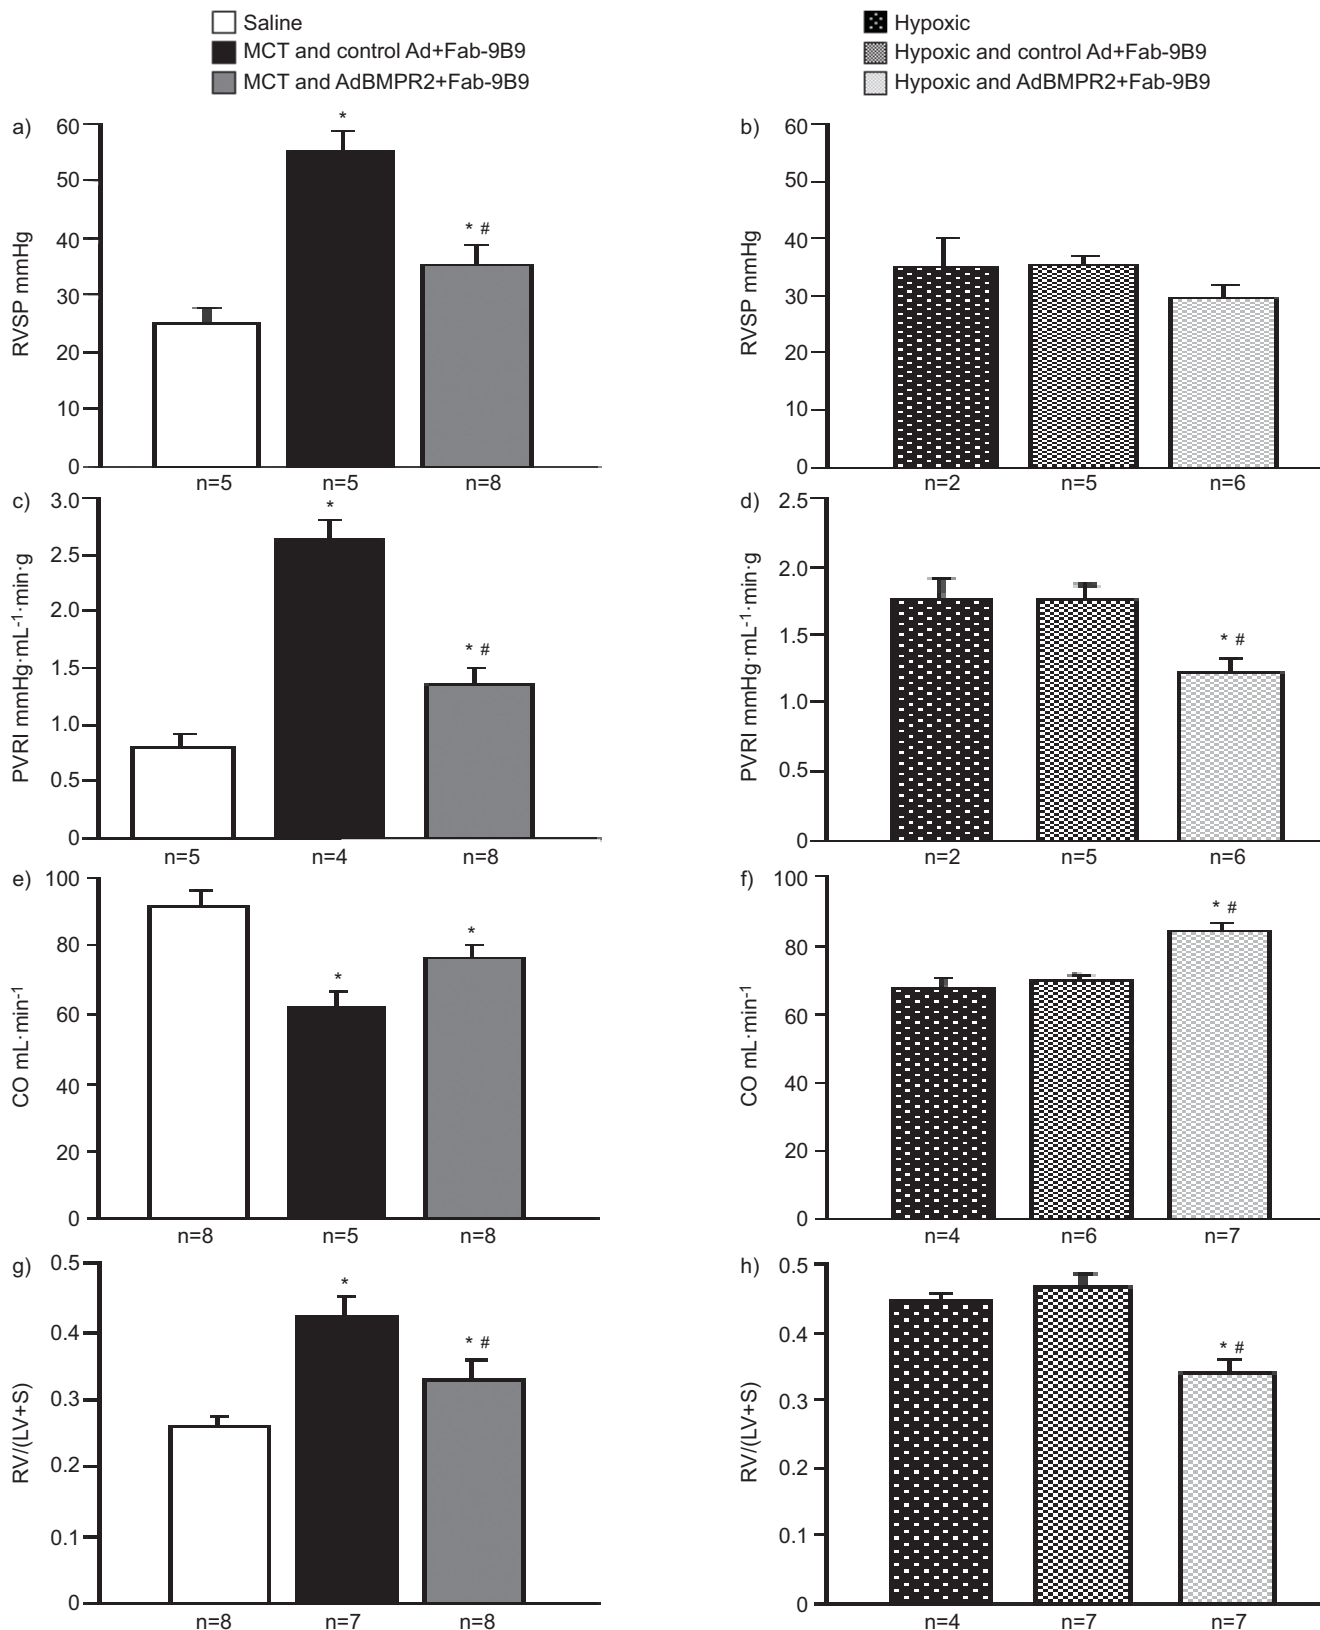 Saline
MCT and control Ad+Fab-9B9
MCT and AdBMPR2+Fab-9B9
Hypoxic
Hypoxic and control Ad+Fab-9B9
Hypoxic and AdBMPR2+Fab-9B9
a)
RVSP mmHg
60
50
40
30
20
10
0
*
* #
n=5 n=5 n=8
b)
RVSP mmHg
60
50
40
30
20
10
0
n=2 n=5 n=6
c)
PVRI mmHg·mL-1·min·g
3.0
2.5
2.0
1.5
1.0
0.5
0
*
* #
n=5 n=4 n=8
d)
PVRI mmHg·mL-1·min·g
2.5
2.0
1.5
1.0
0.5
0
* #
n=2 n=5 n=6
e)
CO mL·min-1
100
80
60
40
20
0
*
*
n=8 n=5 n=8
f)
CO mL·min-1
100
80
60
40
20
0
* #
n=4 n=6 n=7
g)
RV/(LV+S)
0.5
0.4
0.3
0.2
0.1
0
*
* #
n=8 n=7 n=8
h)
RV/(LV+S)
0.5
0.4
0.3
0.2
0.1
0
* #
n=4 n=7 n=7